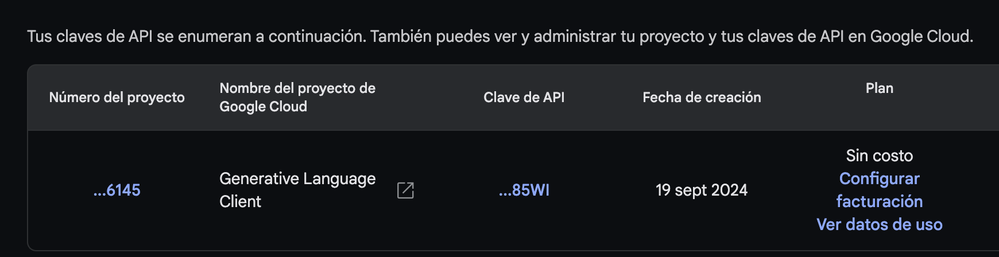 Tus claves de API se enumeran a continuación. También puedes ver y administrar tu proyecto y tus claves de API en Google Cloud.
Número del proyecto
Nombre del proyecto de
Google Cloud
Clave de API
Fecha de creación
Plan
...6145
Generative Language
Client
...85WI
19 sept 2024
Sin costo
Configurar
facturación
Ver datos de uso